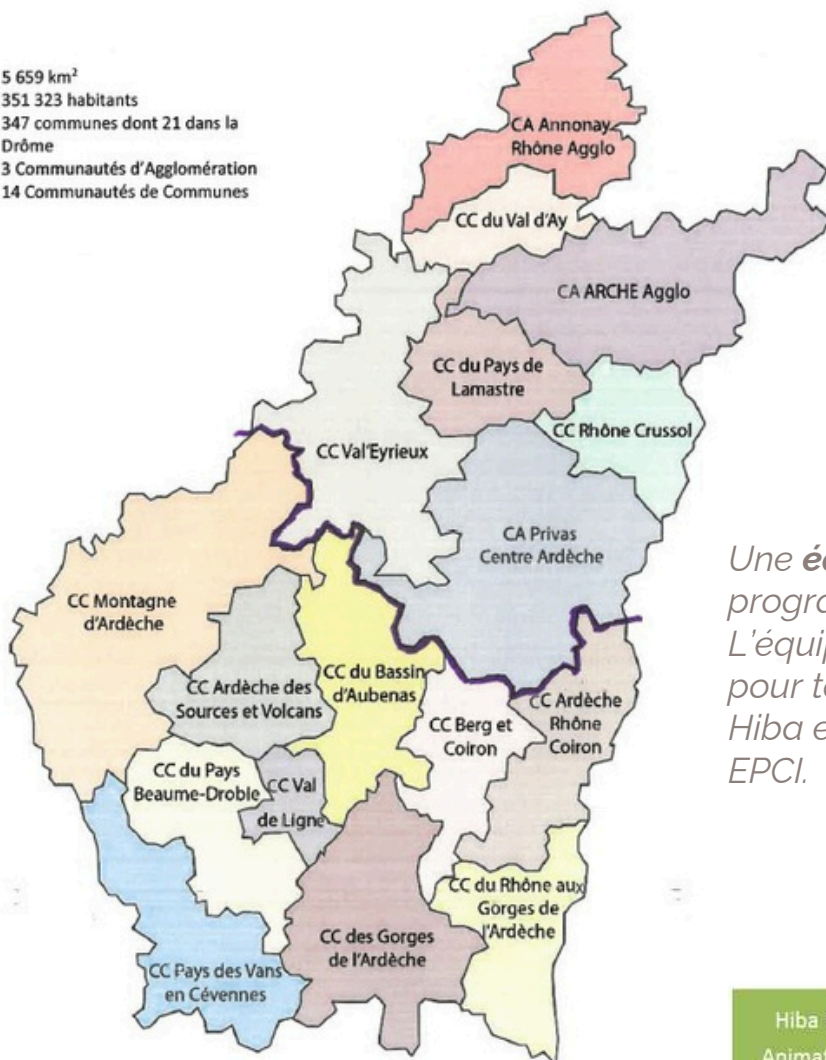 5 659 km²
351 323 habitants
347 communes dont 21 dans la
Drôme
3 Communautés d'Agglomération
14 Communautés de Communes
CA Annonay
Rhône Agglo
CC du Val d'Ay
CA ARCHE Agglo
CC du Pays de
Lamastre
CC Rhône Crussol
CC Val'Eyrieux
CA Privas
Centre Ardèche
CC Montagne
d'Ardèche
CC Ardèche des
Sources et Volcans
CC du Bassin
d'Aubenas
CC Berg et
Coiron
CC Ardèche
Rhône
Coiron
CC du Pays
Beaume-Droble
CC Val
de Ligne
CC du Rhône aux
Gorges de
l'Ardèche
CC des Gorges
de l'Ardèche
CC Pays des Vans
en Cévennes
Une
L'équip
pour
Hiba
EPCI.
Hiba